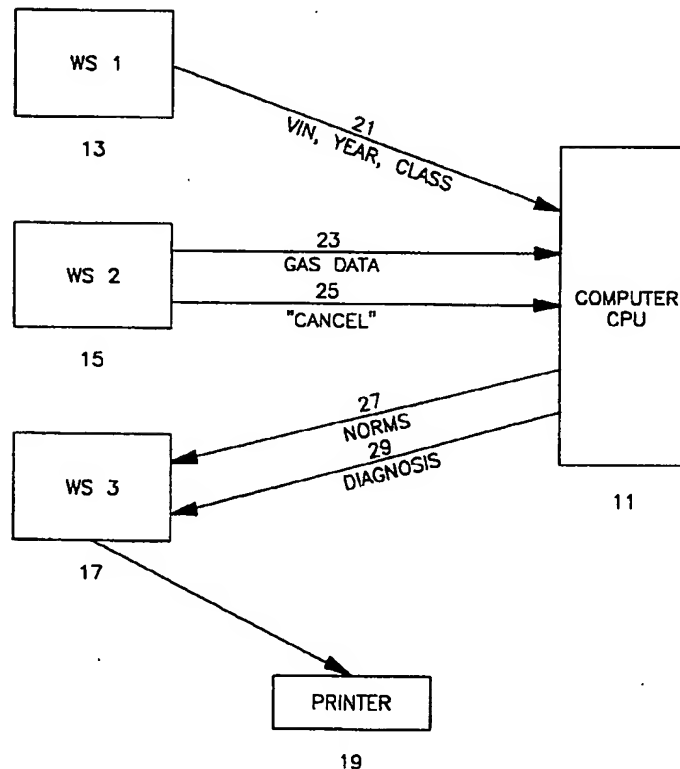 WS 1
13
21
VIN, YEAR, CLASS
WS 2
15
23
GAS DATA
25
"CANCEL"
COMPUTER
CPU
11
27
NORMS
29
DIAGNOSIS
WS 3
17
PRINTER
19